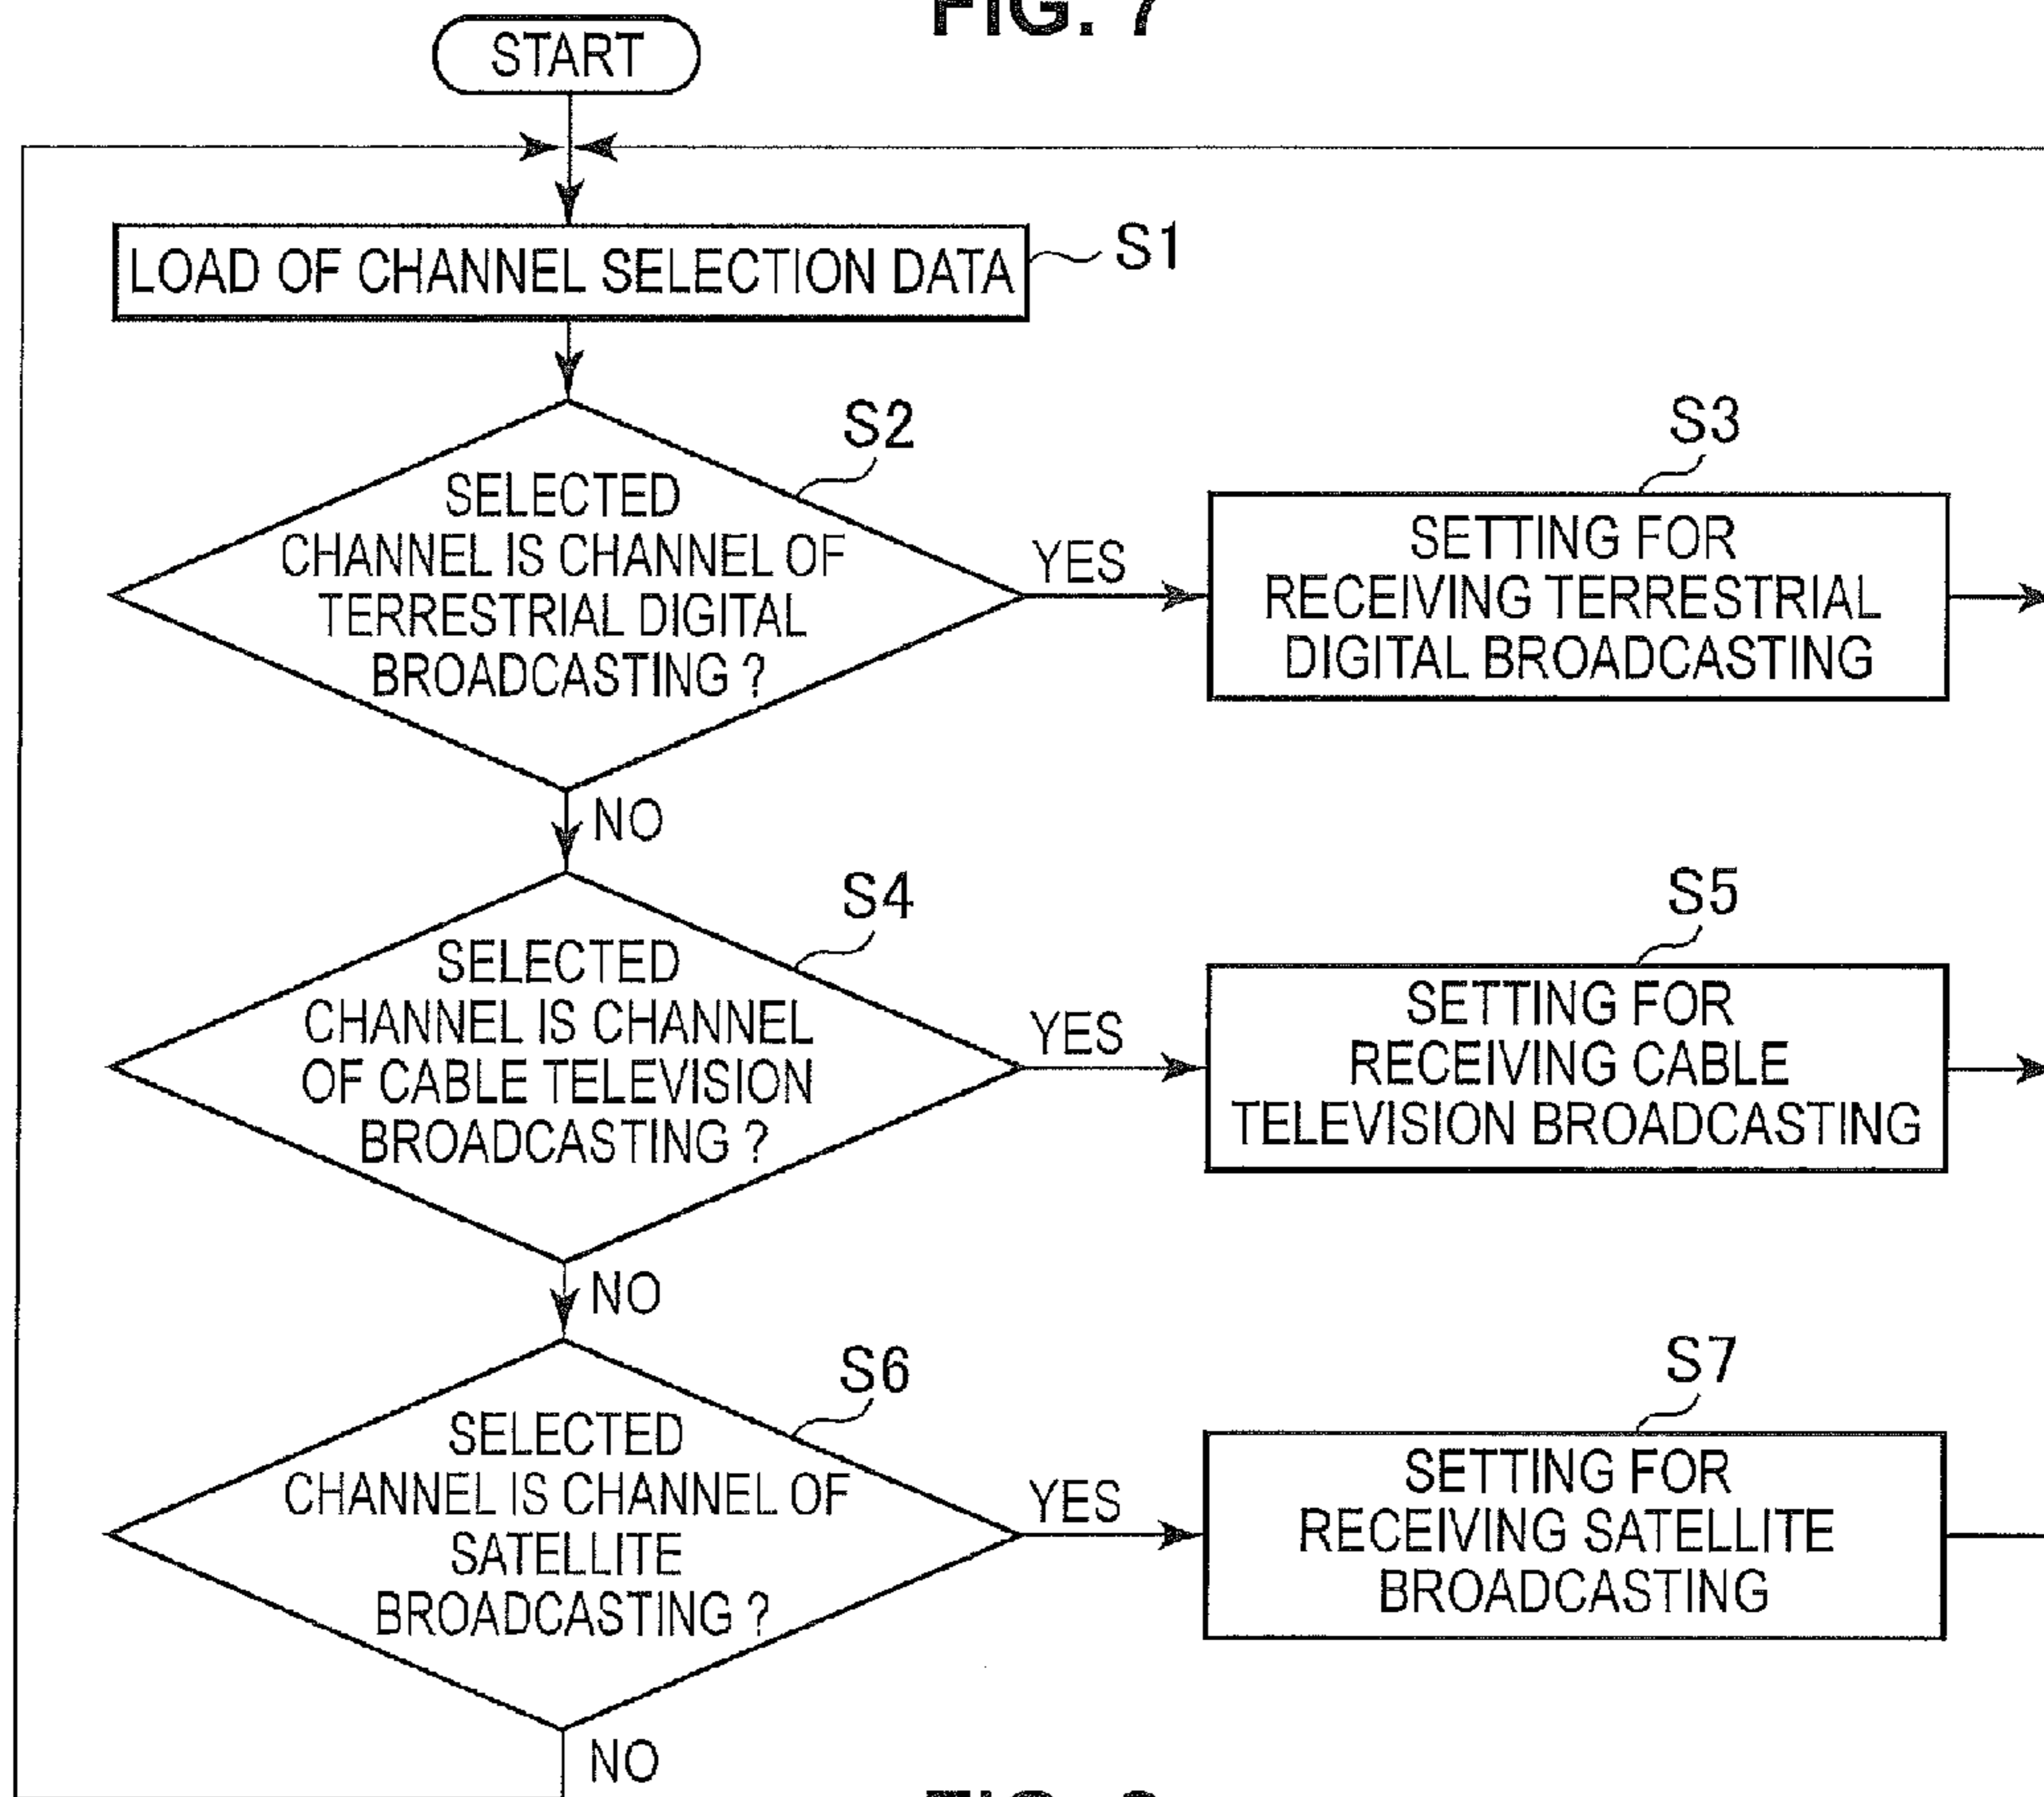 FIG. 7
START
LOAD OF CHANNEL SELECTION DATA
S1
S2
SELECTED
CHANNEL IS CHANNEL OF
TERRESTRIAL DIGITAL
BROADCASTING ?
YES
S3
SETTING FOR
RECEIVING TERRESTRIAL
DIGITAL BROADCASTING
NO
S4
SELECTED
CHANNEL IS CHANNEL
OF CABLE TELEVISION
BROADCASTING ?
YES
S5
SETTING FOR
RECEIVING CABLE
TELEVISION BROADCASTING
NO
S6
SELECTED
CHANNEL IS CHANNEL OF
SATELLITE
BROADCASTING ?
YES
S7
SETTING FOR
RECEIVING SATELLITE
BROADCASTING
NO